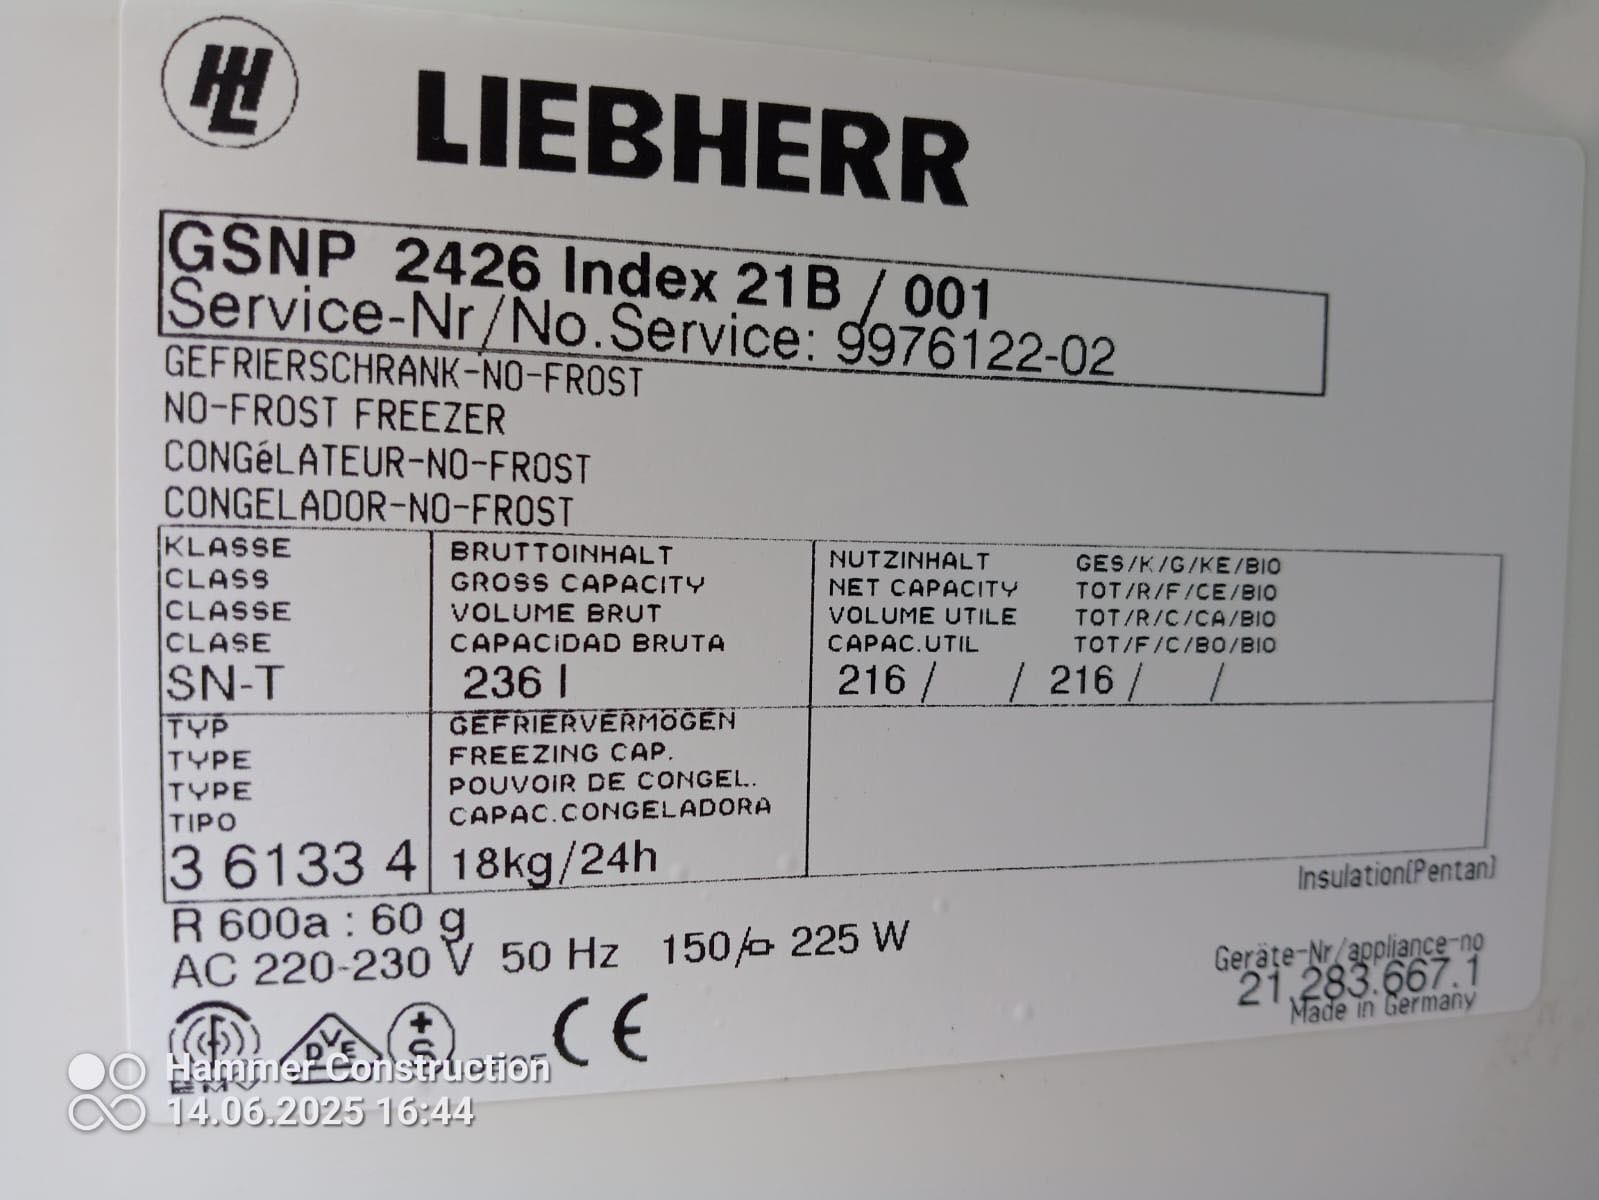 LIEBHERR
GSNP 2426 Index 21B / 001
Service-Nr/No.Service: 9976122-02
GEFRIERSCHRANK-NO-FROST
NO-FROST FREEZER
CONGéLATEUR-NO-FROST
CONGELADOR-NO-FROST
KLASSE
CLASS
CLASSE
CLASE
SN-T
BRUTTOINHALT
GROSS CAPACITY
VOLUME BRUT
CAPACIDAD BRUTA
236 l
NUTZINHALT GES/K/G/KE/BIO
NET CAPACITY TOT/R/F/CE/BIO
VOLUME UTILE TOT/R/C/CA/BIO
CAPAC.UTIL TOT/F/C/BO/BIO
216 / / 216 / /
TYP
TYPE
TYPE
TIPO
3 6133 4
GEFRIERVERMÖGEN
FREEZING CAP.
POUVOIR DE CONGEL.
CAPAC.CONGELADORA
18kg/24h
Insulation(Pentan)
R 600a : 60 g
AC 220-230 V 50 Hz 150/ 225 W
Geräte-Nr/appliance-no
21.283.667.1
Made in Germany
DVE
+S
CE
EMV
Hammer Construction
14.06.2025 16:44